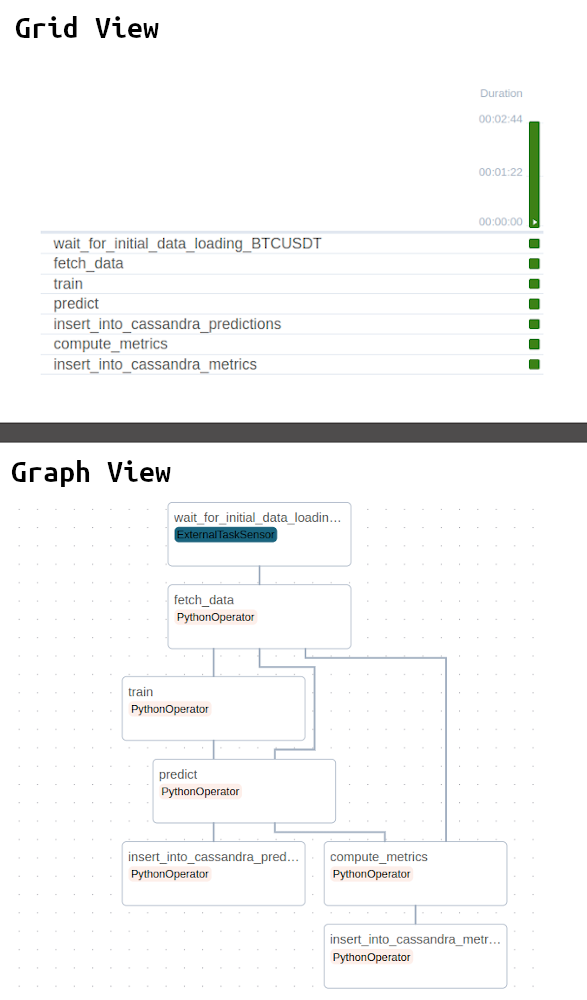 Grid View
Duration
00:02:44
00:01:22
00:00:00
wait_for_initial_data_loading_BTCUSDT
fetch_data
train
predict
insert_into_cassandra_predictions
compute_metrics
insert_into_cassandra_metrics
Graph View
wait_for_initial_data_loadin...
ExternalTaskSensor
fetch_data
PythonOperator
train
PythonOperator
predict
PythonOperator
insert_into_cassandra_pred...
PythonOperator
compute_metrics
PythonOperator
insert_into_cassandra_metr...
PythonOperator